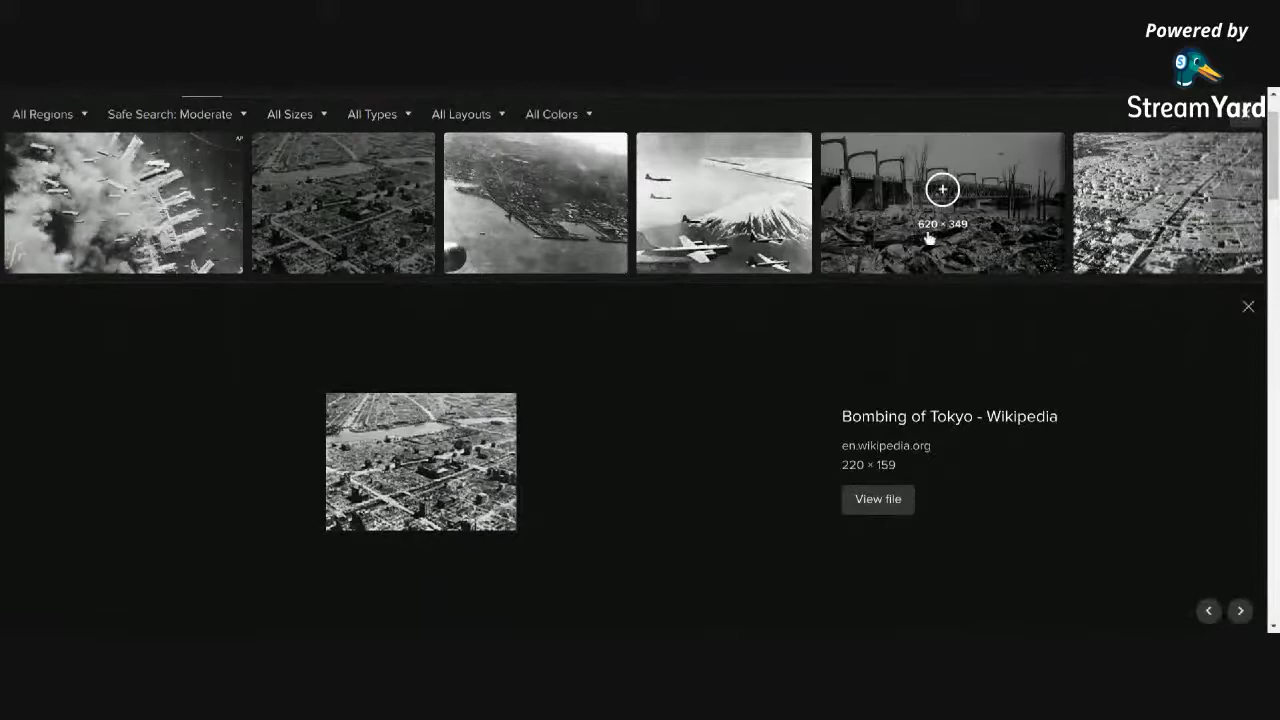 Powered by
StreamYard
All Regions
Safe Search: Moderate
All Sizes
All Types
All Layouts
All Colors
620 × 349
Bombing of Tokyo - Wikipedia
en.wikipedia.org
220 × 159
View file